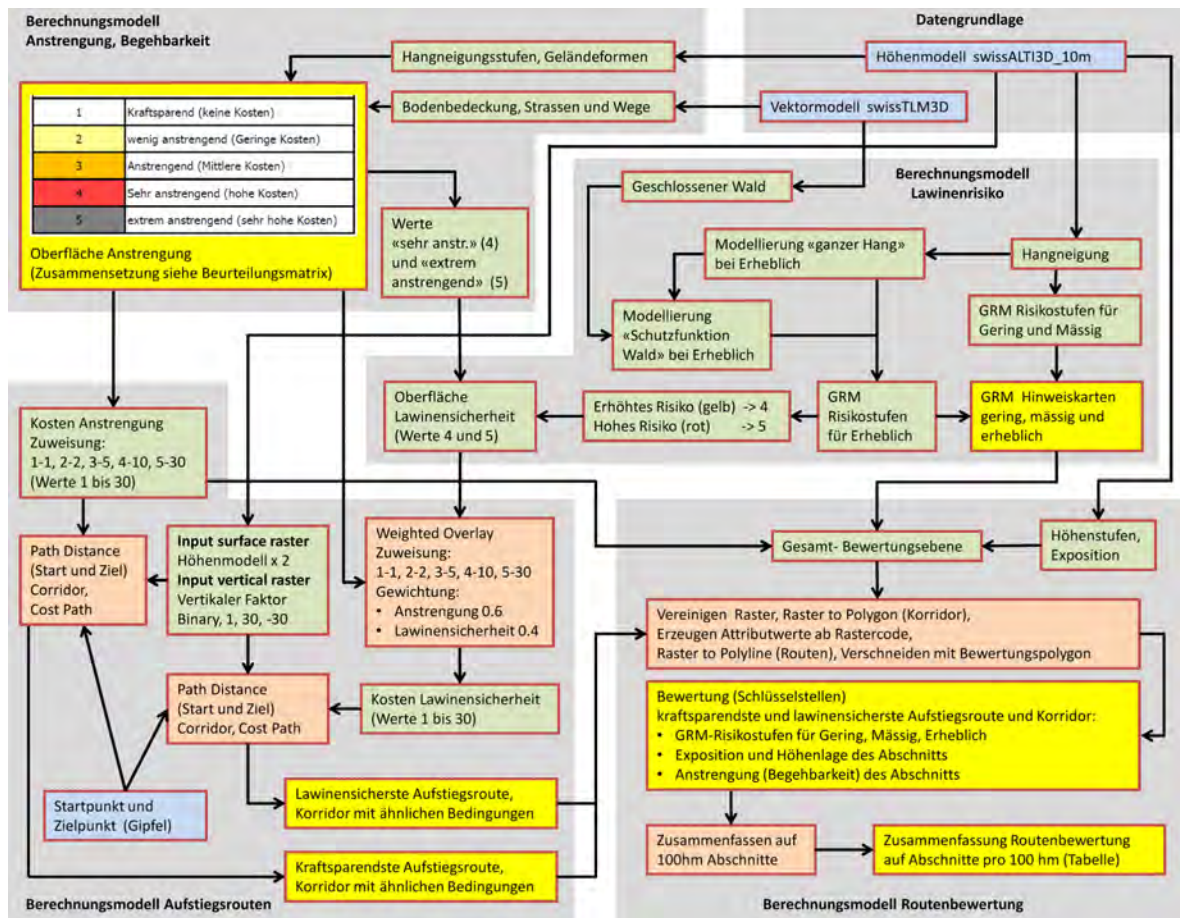 Berechnungsmodell
Anstrengung, Begehbarkeit
Datengrundlage
Hangneigungsstufen, Geländeformen
Höhenmodell swissALTI3D_10m
Bodenbedeckung, Strassen und Wege
Vektormodell swissTLM3D
1 Kraftsparend (keine Kosten)
2 wenig anstrengend (Geringe Kosten)
3 Anstrengend (Mittlere Kosten)
4 Sehr anstrengend (hohe Kosten)
5 extrem anstrengend (sehr hohe Kosten)
Oberfläche Anstrengung
(Zusammensetzung siehe Beurteilungsmatrix)
Werte
«sehr anstr.» (4)
und «extrem
anstrengend» (5)
Geschlossener Wald
Berechnungsmodell
Lawinenrisiko
Modellierung «ganzer Hang»
bei Erheblich
Hangneigung
Modellierung
«Schutzfunktion
Wald» bei Erheblich
GRM Risikostufen für
Gering und Mässig
Oberfläche
Lawinensicherheit
(Werte 4 und 5)
Erhöhtes Risiko (gelb) -> 4
Hohes Risiko (rot) -> 5
GRM
Risikostufen
für Erheblich
GRM Hinweiskarten
gering, mässig und
erheblich
Kosten Anstrengung
Zuweisung:
1-1, 2-2, 3-5, 4-10, 5-30
(Werte 1 bis 30)
Path Distance
(Start und Ziel)
Corridor,
Cost Path
Input surface raster
Höhenmodell x 2
Input vertical raster
Vertikaler Faktor
Binary, 1, 30, -30
Weighted Overlay
Zuweisung:
1-1, 2-2, 3-5, 4-10, 5-30
Gewichtung:
• Anstrengung 0.6
• Lawinensicherheit 0.4
Gesamt- Bewertungsebene
Höhenstufen,
Exposition
Path Distance
(Start und Ziel)
Corridor, Cost Path
Kosten Lawinensicherheit
(Werte 1 bis 30)
Vereinigen Raster, Raster to Polygon (Korridor),
Erzeugen Attributwerte ab Rastercode,
Raster to Polyline (Routen), Verschneiden mit Bewertungspolygon
Bewertung (Schlüsselstellen)
kraftsparendste und lawinensicherste Aufstiegsroute und Korridor:
• GRM-Risikostufen für Gering, Mässig, Erheblich
• Exposition und Höhenlage des Abschnitts
• Anstrengung (Begehbarkeit) des Abschnitts
Startpunkt und
Zielpunkt (Gipfel)
Lawinensicherste Aufstiegsroute,
Korridor mit ähnlichen Bedingungen
Kraftsparendste Aufstiegsroute,
Korridor mit ähnlichen Bedingungen
Zusammenfassen auf
100hm Abschnitte
Zusammenfassung Routenbewertung
auf Abschnitte pro 100 hm (Tabelle)
Berechnungsmodell Aufstiegsrouten
Berechnungsmodell Routenbewertung